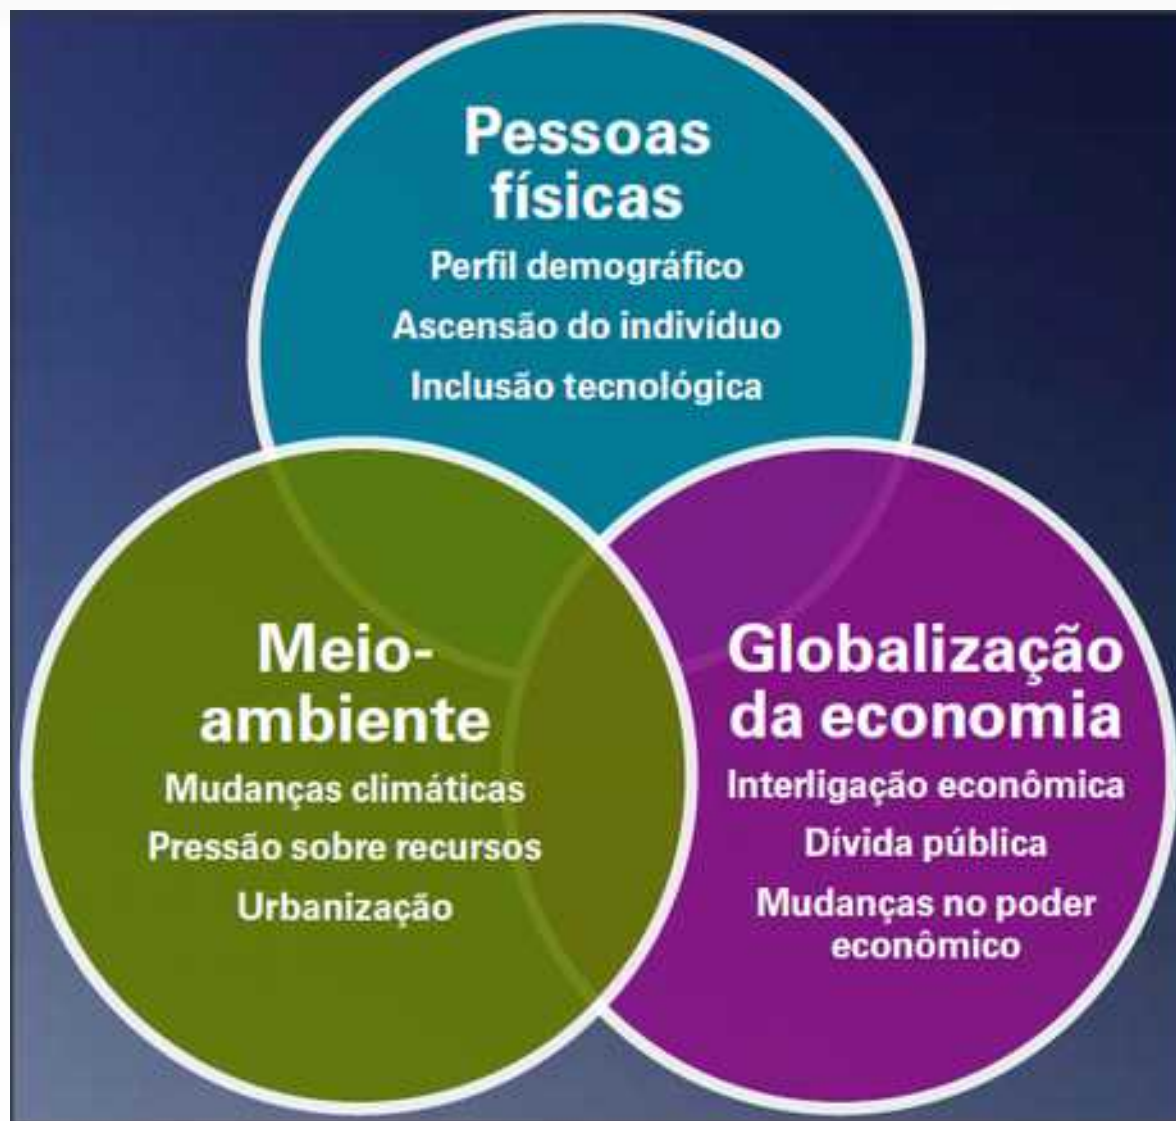 Pessoas
físicas
Perfil demográfico
Ascensão do indivíduo
Inclusão tecnológica
Meio-
ambiente
Mudanças climáticas
Pressão sobre recursos
Urbanização
Globalização
da economia
Interligação econômica
Dívida pública
Mudanças no poder
econômico